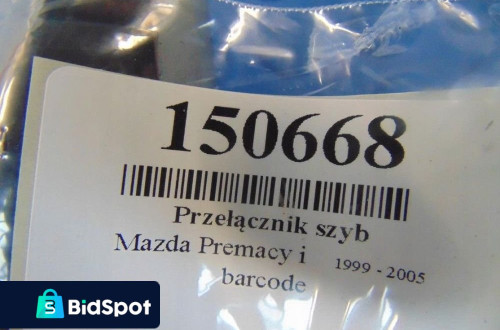 150668
Przełącznik szyb
Mazda Premacy i 1999 - 2005
barcode
BidSpot